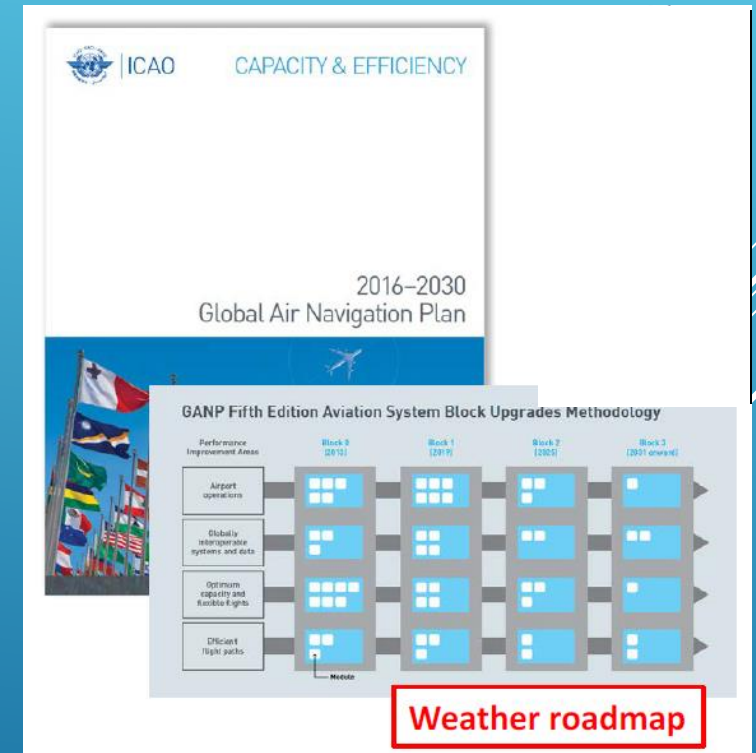 ICAO
CAPACITY & EFFICIENCY
2016–2030
Global Air Navigation Plan
GANP Fifth Edition Aviation System Block Upgrades Methodology
Performance
Improvement Areas
Block 0
(2013)
Block 1
(2019)
Block 2
(2025)
Block 3
(2031 onward)
Airport
operations
Globally
interoperable
systems and data
Optimum
capacity and
flexible flights
Efficient
flight paths
Module
Weather roadmap